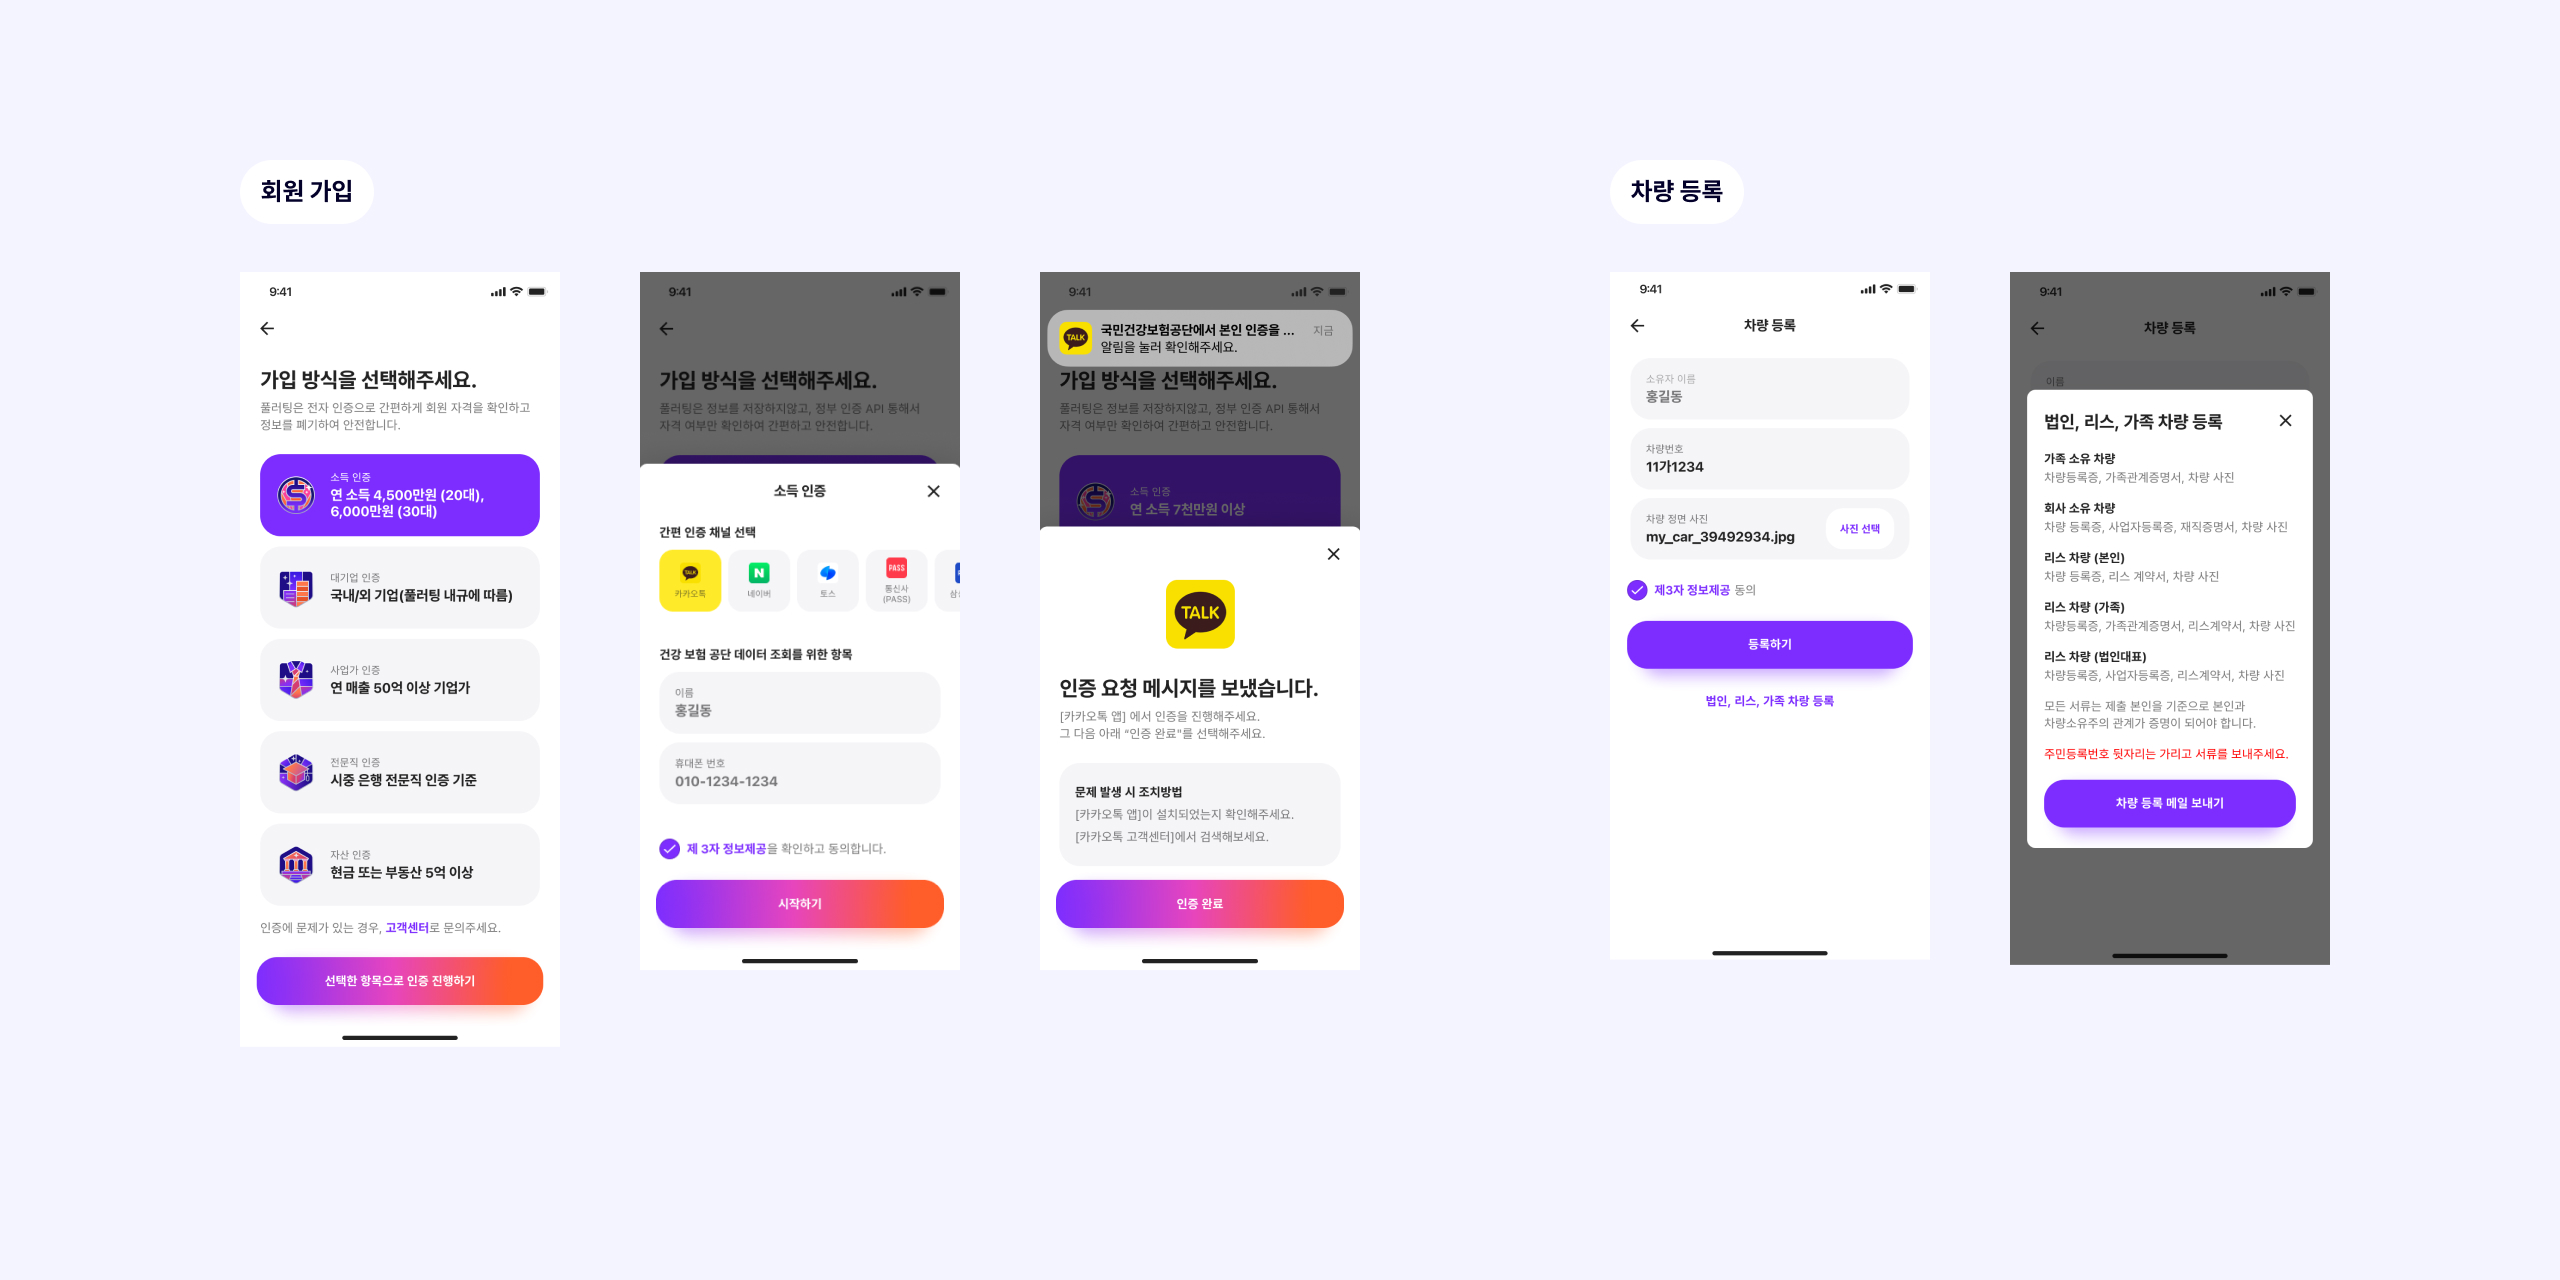 회원 가입
9:41
가입 방식을 선택해주세요.
풀러팅은 전자 인증으로 간편하게 회원 자격을 확인하고
정보를 폐기하여 안전합니다.
소득 인증
연 소득 4,500만원 (20대),
6,000만원 (30대)
대기업 인증
국내/외 기업(풀러팅 내규에 따름)
사업가 인증
연 매출 50억 이상 기업가
전문직 인증
시중 은행 전문직 인증 기준
자산 인증
현금 또는 부동산 5억 이상
인증에 문제가 있는 경우, 고객센터로 문의주세요.
선택한 항목으로 인증 진행하기
9:41
가입 방식을 선택해주세요.
풀러팅은 정보를 저장하지않고, 정부 인증 API 통해서
자격 여부만 확인하여 간편하고 안전합니다.
소득 인증
간편 인증 채널 선택
TALK
카카오톡
N
네이버
토스
PASS
통신사
(PASS)
건강 보험 공단 데이터 조회를 위한 항목
이름
홍길동
휴대폰 번호
010-1234-1234
제 3자 정보제공을 확인하고 동의합니다.
시작하기
9:41
TALK
국민건강보험공단에서 본인 인증을 ...
지금
알림을 눌러 확인해주세요.
가입 방식을 선택해주세요.
풀러팅은 정보를 저장하지않고, 정부 인증 API 통해서
자격 여부만 확인하여 간편하고 안전합니다.
소득 인증
연 소득 7천만원 이상
TALK
인증 요청 메시지를 보냈습니다.
[카카오톡 앱] 에서 인증을 진행해주세요.
그 다음 아래 “인증 완료"를 선택해주세요.
문제 발생 시 조치방법
[카카오톡 앱]이 설치되었는지 확인해주세요.
[카카오톡 고객센터]에서 검색해보세요.
인증 완료
차량 등록
9:41
차량 등록
소유자 이름
홍길동
차량번호
11가1234
차량 정면 사진
my_car_39492934.jpg
사진 선택
제3자 정보제공 동의
등록하기
법인, 리스, 가족 차량 등록
9:41
차량 등록
이름
법인, 리스, 가족 차량 등록
가족 소유 차량
차량등록증, 가족관계증명서, 차량 사진
회사 소유 차량
차량 등록증, 사업자등록증, 재직증명서, 차량 사진
리스 차량 (본인)
차량 등록증, 리스 계약서, 차량 사진
리스 차량 (가족)
차량등록증, 가족관계증명서, 리스계약서, 차량 사진
리스 차량 (법인대표)
차량등록증, 사업자등록증, 리스계약서, 차량 사진
모든 서류는 제출 본인을 기준으로 본인과
차량소유주의 관계가 증명이 되어야 합니다.
주민등록번호 뒷자리는 가리고 서류를 보내주세요.
차량 등록 메일 보내기